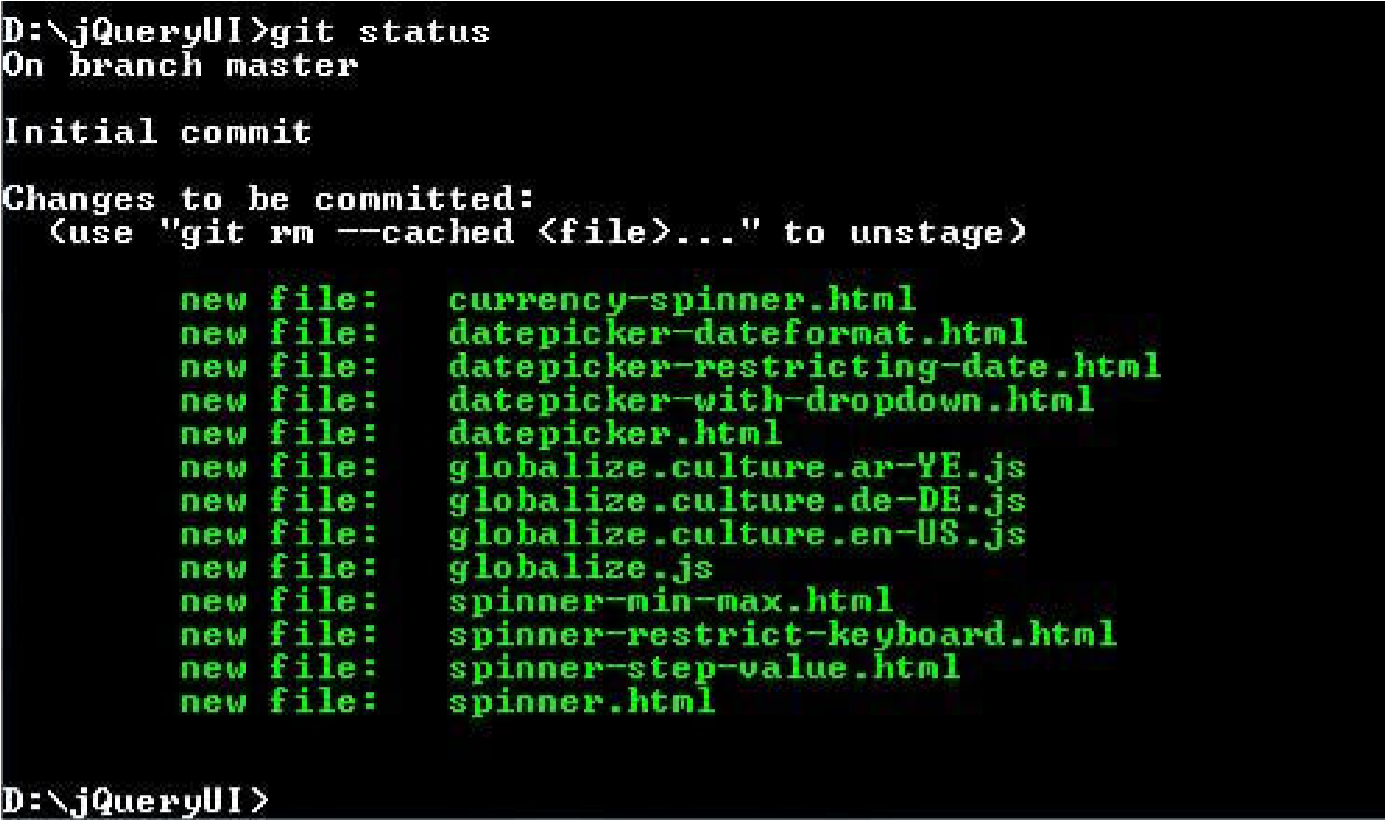 D:\jQueryUI>git status
On branch master
Initial commit
Changes to be committed:
  (use "git rm --cached <file>..." to unstage)
        new file:   currency-spinner.html
        new file:   datepicker-dateformat.html
        new file:   datepicker-restricting-date.html
        new file:   datepicker-with-dropdown.html
        new file:   datepicker.html
        new file:   globalize.culture.ar-YE.js
        new file:   globalize.culture.de-DE.js
        new file:   globalize.culture.en-US.js
        new file:   globalize.js
        new file:   spinner-min-max.html
        new file:   spinner-restrict-keyboard.html
        new file:   spinner-step-value.html
        new file:   spinner.html
D:\jQueryUI>